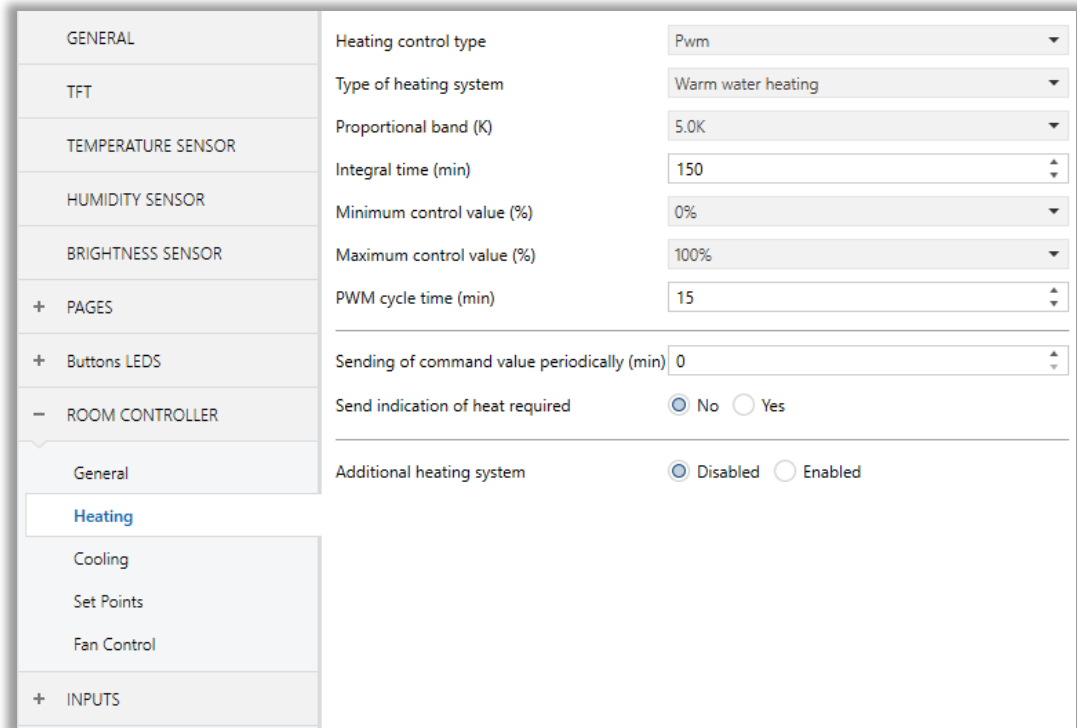 GENERAL
TFT
TEMPERATURE SENSOR
HUMIDITY SENSOR
BRIGHTNESS SENSOR
+ PAGES
+ Buttons LEDS
− ROOM CONTROLLER
General
Heating
Cooling
Set Points
Fan Control
+ INPUTS
Heating control type Pwm
Type of heating system Warm water heating
Proportional band (K) 5.0K
Integral time (min) 150
Minimum control value (%) 0%
Maximum control value (%) 100%
PWM cycle time (min) 15
Sending of command value periodically (min) 0
Send indication of heat required No Yes
Additional heating system Disabled Enabled